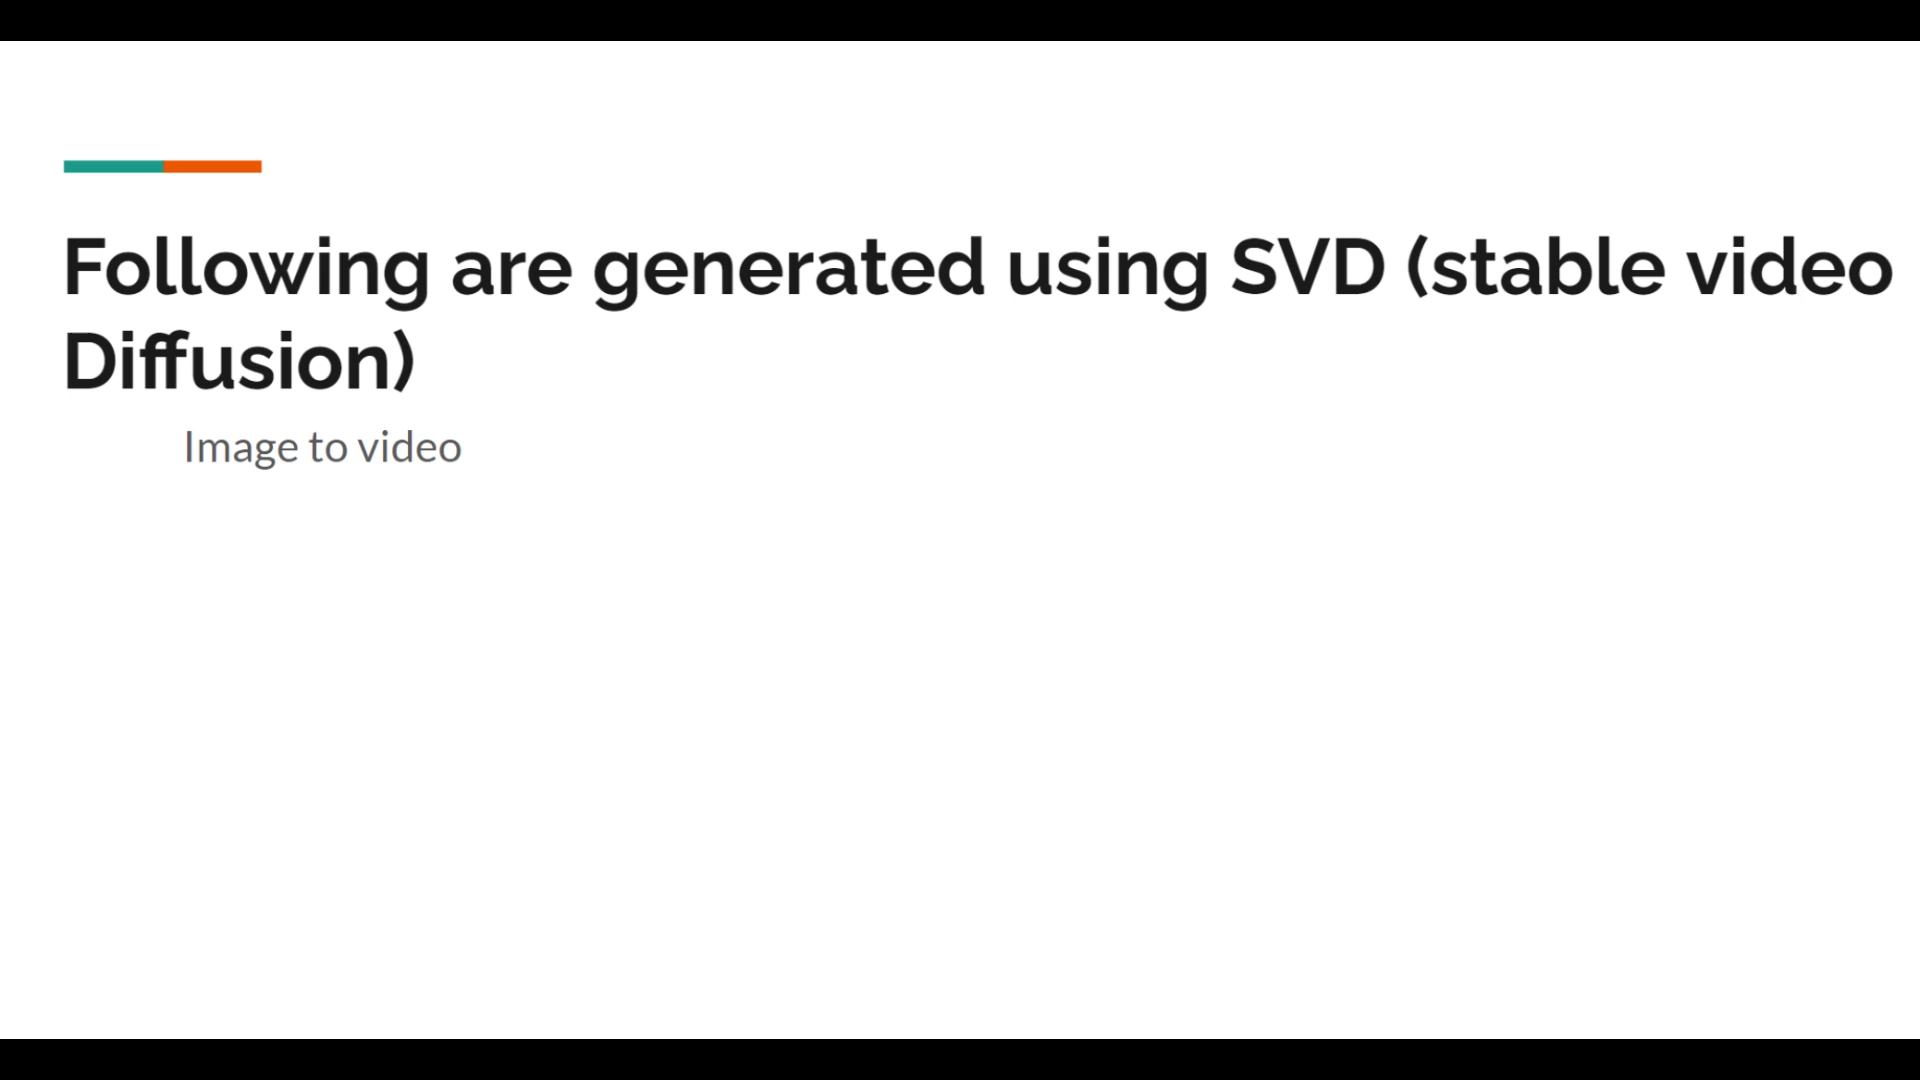 Following are generated using SVD (stable video
Diffusion)
Image to video